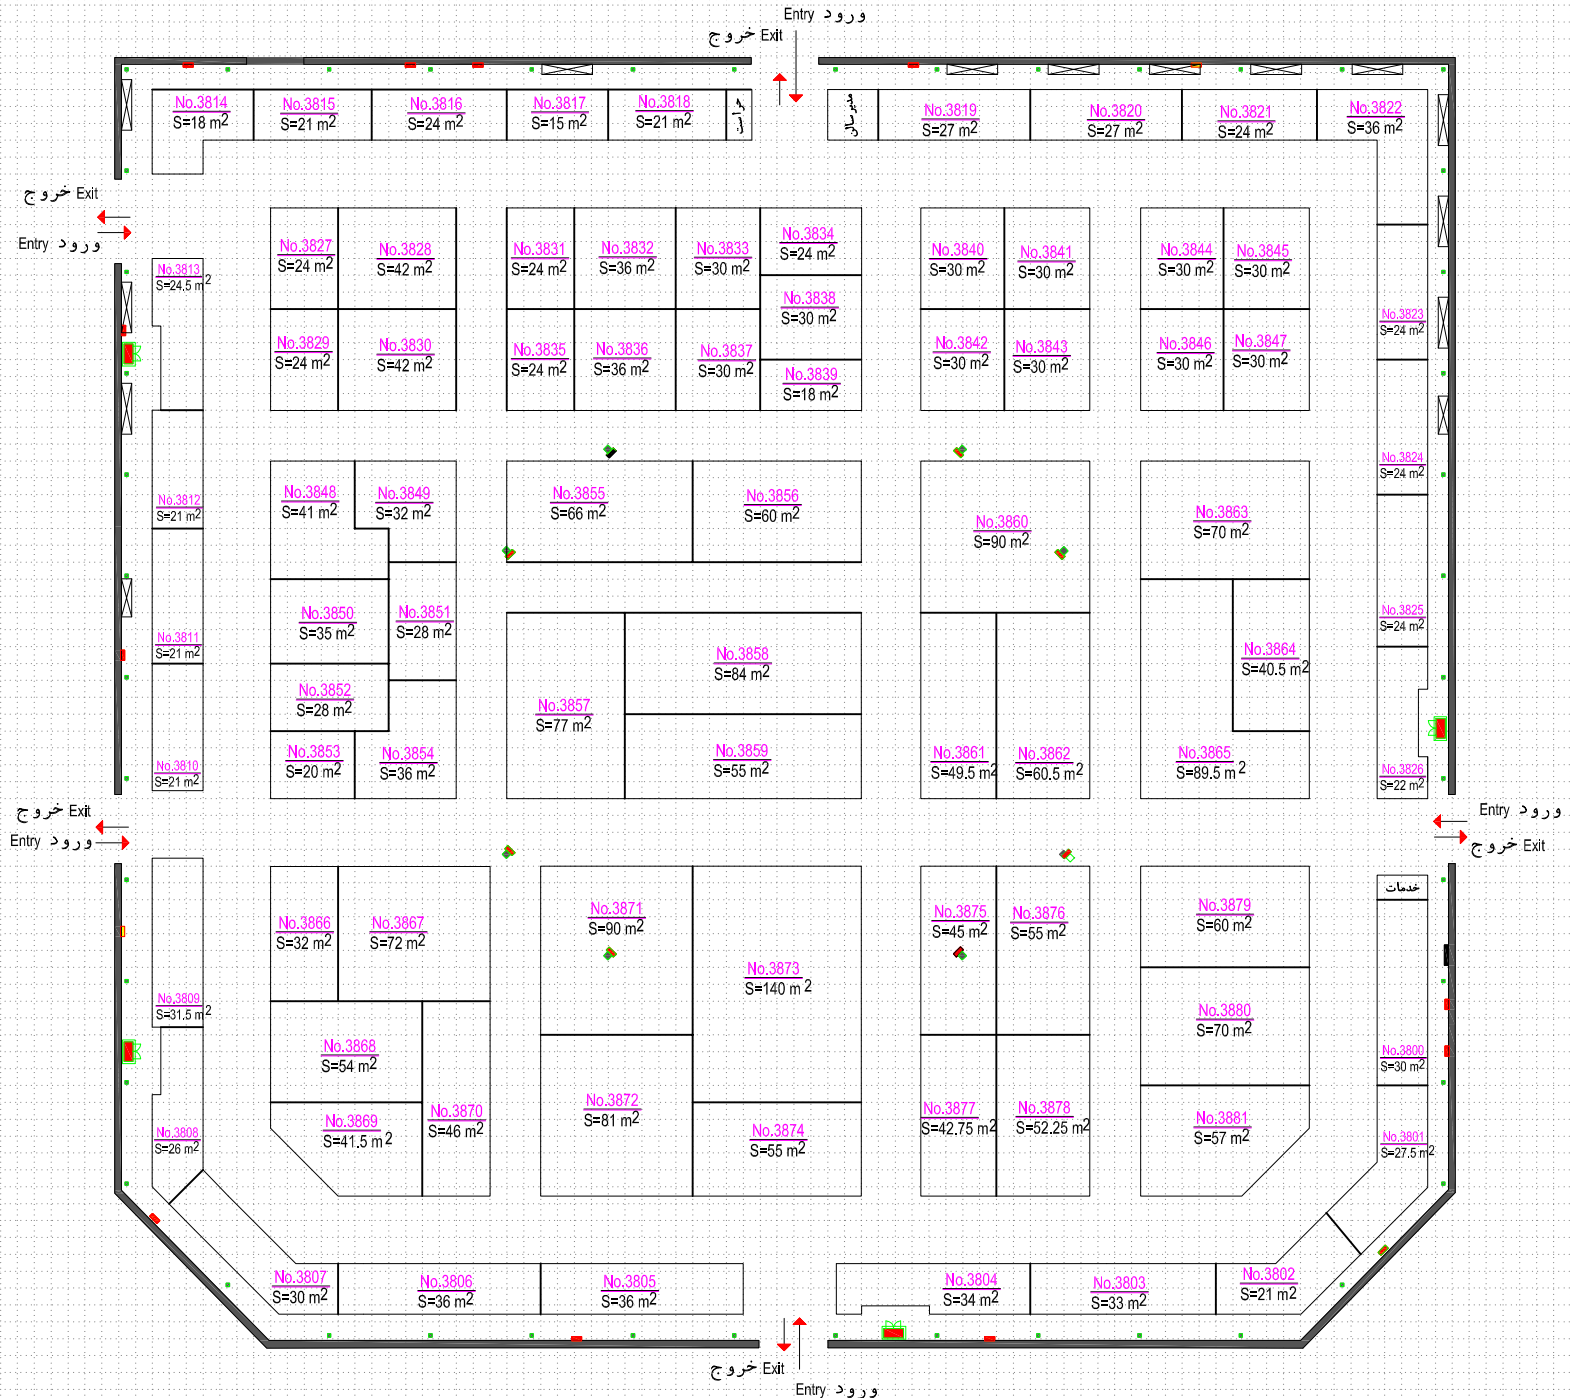 Entry ورود
خروج Exit
No.3814
S=18 m²
No.3815
S=21 m²
No.3816
S=24 m²
No.3817
S=15 m²
No.3818
S=21 m²
حراست
مدیر سالن
No.3819
S=27 m²
No.3820
S=27 m²
No.3821
S=24 m²
No.3822
S=36 m²
خروج Exit
Entry ورود
No.3813
S=24.5 m²
No.3827
S=24 m²
No.3828
S=42 m²
No.3831
S=24 m²
No.3832
S=36 m²
No.3833
S=30 m²
No.3834
S=24 m²
No.3838
S=30 m²
No.3840
S=30 m²
No.3841
S=30 m²
No.3844
S=30 m²
No.3845
S=30 m²
No.3823
S=24 m²
No.3829
S=24 m²
No.3830
S=42 m²
No.3835
S=24 m²
No.3836
S=36 m²
No.3837
S=30 m²
No.3839
S=18 m²
No.3842
S=30 m²
No.3843
S=30 m²
No.3846
S=30 m²
No.3847
S=30 m²
No.3824
S=24 m²
No.3812
S=21 m²
No.3848
S=41 m²
No.3849
S=32 m²
No.3855
S=66 m²
No.3856
S=60 m²
No.3860
S=90 m²
No.3863
S=70 m²
No.3811
S=21 m²
No.3850
S=35 m²
No.3851
S=28 m²
No.3858
S=84 m²
No.3864
S=40.5 m²
No.3825
S=24 m²
No.3852
S=28 m²
No.3857
S=77 m²
No.3810
S=21 m²
No.3853
S=20 m²
No.3854
S=36 m²
No.3859
S=55 m²
No.3861
S=49.5 m²
No.3862
S=60.5 m²
No.3865
S=89.5 m²
No.3826
S=22 m²
خروج Exit
Entry ورود
Entry ورود
خروج Exit
خدمات
No.3866
S=32 m²
No.3867
S=72 m²
No.3871
S=90 m²
No.3875
S=45 m²
No.3876
S=55 m²
No.3879
S=60 m²
No.3809
S=31.5 m²
No.3873
S=140 m²
No.3880
S=70 m²
No.3868
S=54 m²
No.3800
S=30 m²
No.3808
S=26 m²
No.3869
S=41.5 m²
No.3870
S=46 m²
No.3872
S=81 m²
No.3874
S=55 m²
No.3877
S=42.75 m²
No.3878
S=52.25 m²
No.3881
S=57 m²
No.3801
S=27.5 m²
No.3807
S=30 m²
No.3806
S=36 m²
No.3805
S=36 m²
No.3804
S=34 m²
No.3803
S=33 m²
No.3802
S=21 m²
خروج Exit
Entry ورود